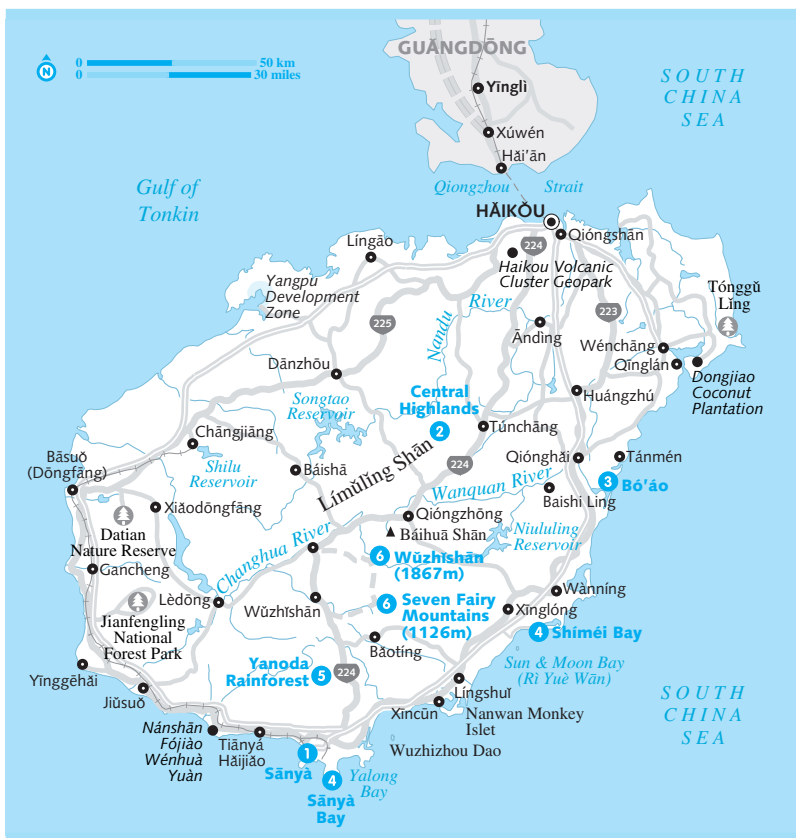 GUǍNGDŌNG
N
0 50 km
0 30 miles
Yīnglì
SOUTH
CHINA
SEA
Xúwén
Hǎi'ān
Gulf of
Tonkin
Qiongzhou Strait
HǍIKǑU
Qióngshān
224
Língāo
Haikou Volcanic
Cluster Geopark
Yangpu
Development
Zone
Tónggǔ
Lǐng
River
Nandu
225
223
Āndìng
Wénchāng
Qīnglán
Dānzhōu
Dongjiao
Coconut
Plantation
Central
Highlands
2
Huángzhú
Songtao
Reservoir
Túnchāng
Chāngjiāng
Límǔlǐng Shān
224
Qiónghǎi
Tánmén
Bāsuǒ
(Dōngfāng)
Shilu
Reservoir
Báishā
Wanquan River
3 Bó'áo
Baishi Ling
Xiǎodōngfāng
Qióngzhōng
Datian
Nature Reserve
Báihuā Shān
Niululing
Reservoir
Changhua River
6 Wǔzhǐshān
(1867m)
Gancheng
Wànníng
Lèdōng
Wǔzhǐshān
6 Seven Fairy
Mountains
(1126m)
Xīnglóng
Jianfengling
National
Forest Park
4 Shíméi Bay
Bǎotíng
Sun & Moon Bay
(Rì Yuè Wān)
Yīnggēhǎi
Yanoda
Rainforest 5
224
Jiǔsuǒ
Língshuǐ
Xīncūn
Nanwan Monkey
Islet
SOUTH
CHINA
SEA
Nánshān
Fójiào
Wénhuà
Yuàn
Tiānyá
Hǎijiǎo
Wuzhizhou Dao
1
Sānyà
Yalong
Bay
4
Sānyà
Bay